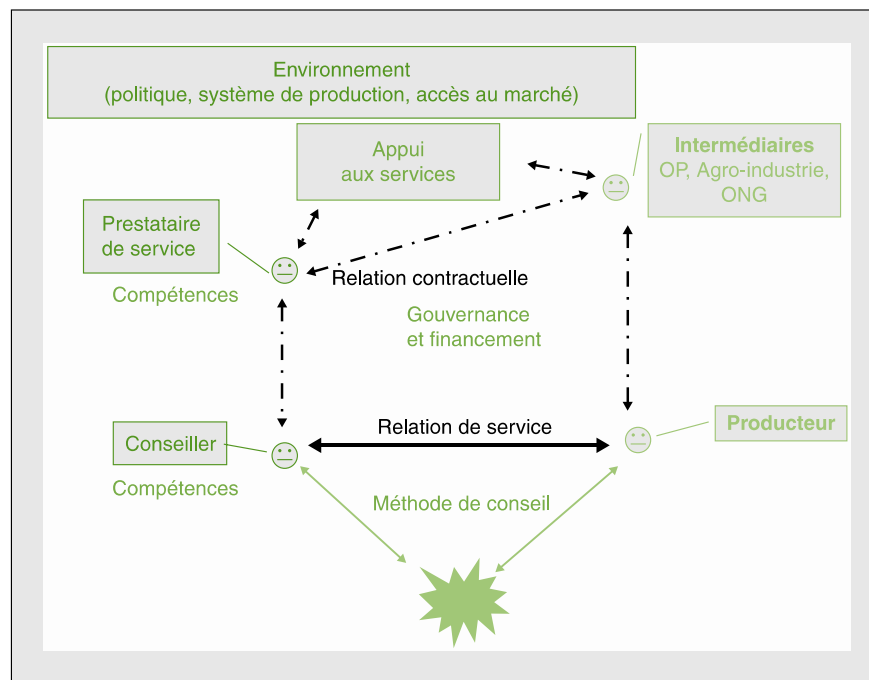 Environnement
(politique, système de production, accès au marché)
Appui
aux services
Intermédiaires
OP, Agro-industrie,
ONG
Prestataire
de service
Compétences
Relation contractuelle
Gouvernance
et financement
Conseiller
Compétences
Relation de service
Producteur
Méthode de conseil